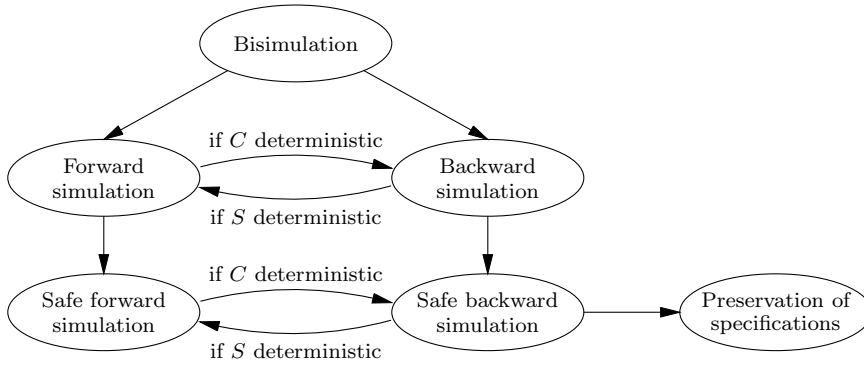 Bisimulation
if C deterministic
Forward
simulation
Backward
simulation
if S deterministic
if C deterministic
Safe forward
simulation
Safe backward
simulation
Preservation of
specifications
if S deterministic